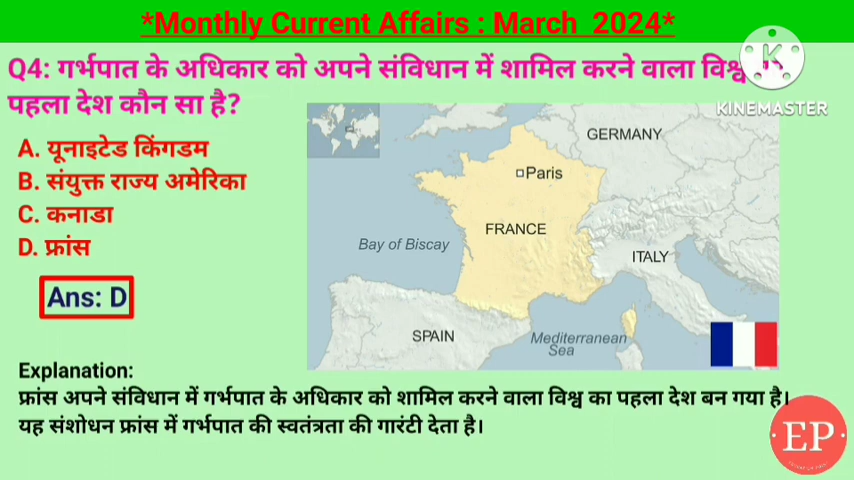 *Monthly Current Affairs : March 2024*
Q4: गर्भपात के अधिकार को अपने संविधान में शामिल करने वाला विश्व
पहला देश कौन सा है?
KINEMASTER
A. यूनाइटेड किंगडम
B. संयुक्त राज्य अमेरिका
C. कनाडा
D. फ्रांस
Ans: D
GERMANY
Paris
FRANCE
Bay of Biscay
ITALY
SPAIN
Mediterranean
Sea
Explanation:
फ्रांस अपने संविधान में गर्भपात के अधिकार को शामिल करने वाला विश्व का पहला देश बन गया है।
यह संशोधन फ्रांस में गर्भपात की स्वतंत्रता की गारंटी देता है।
EP